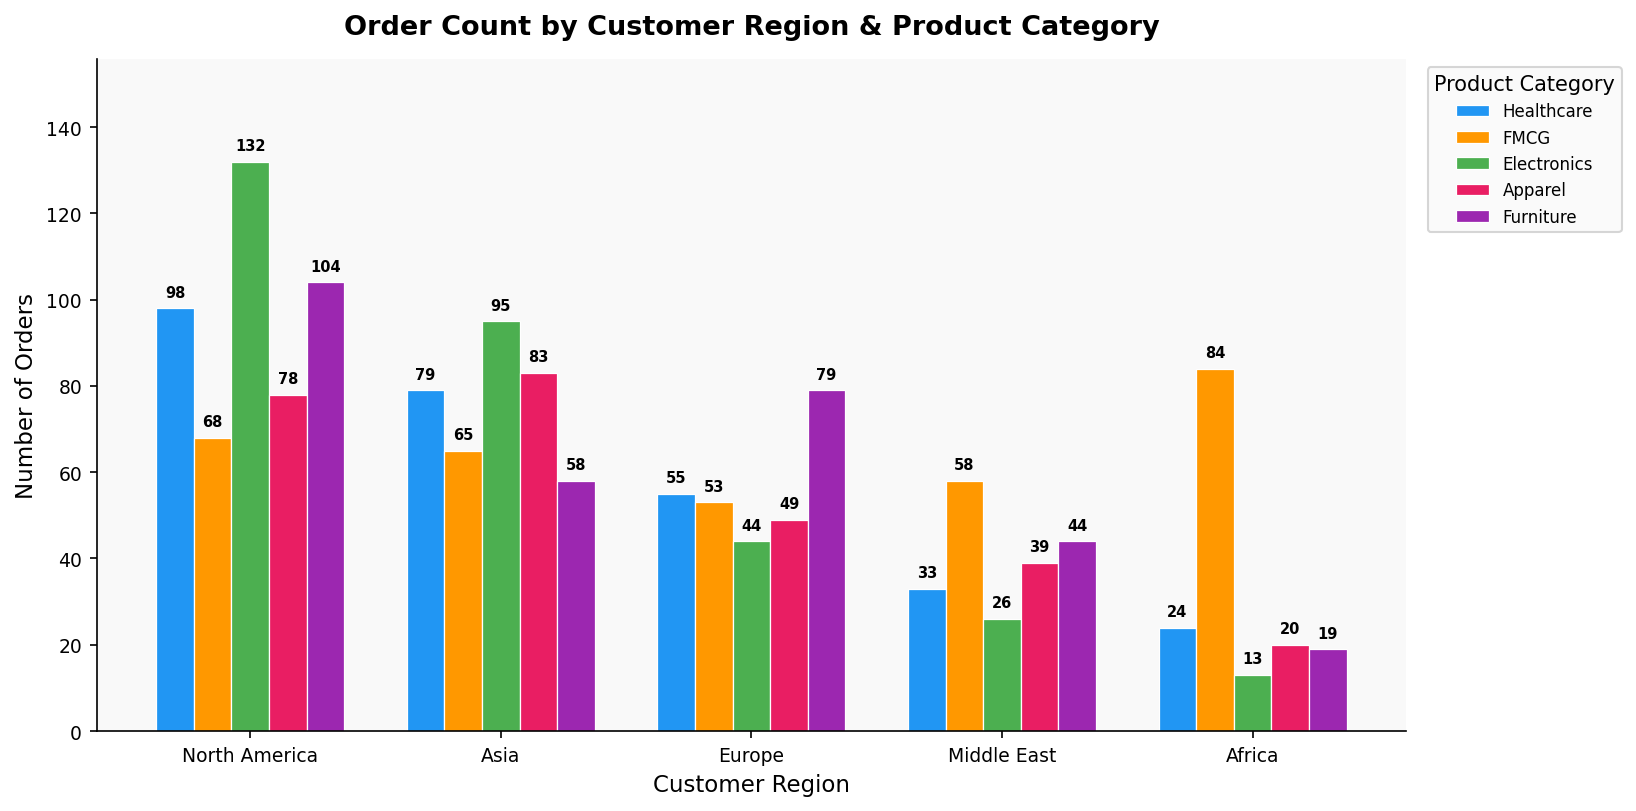 Order Count by Customer Region & Product Category
Product Category
Healthcare
FMCG
Electronics
Apparel
Furniture
Number of Orders
140
120
100
80
60
40
20
0
98
68
132
78
104
79
65
95
83
58
55
53
44
49
79
33
58
26
39
44
24
84
13
20
19
North America
Asia
Europe
Middle East
Africa
Customer Region